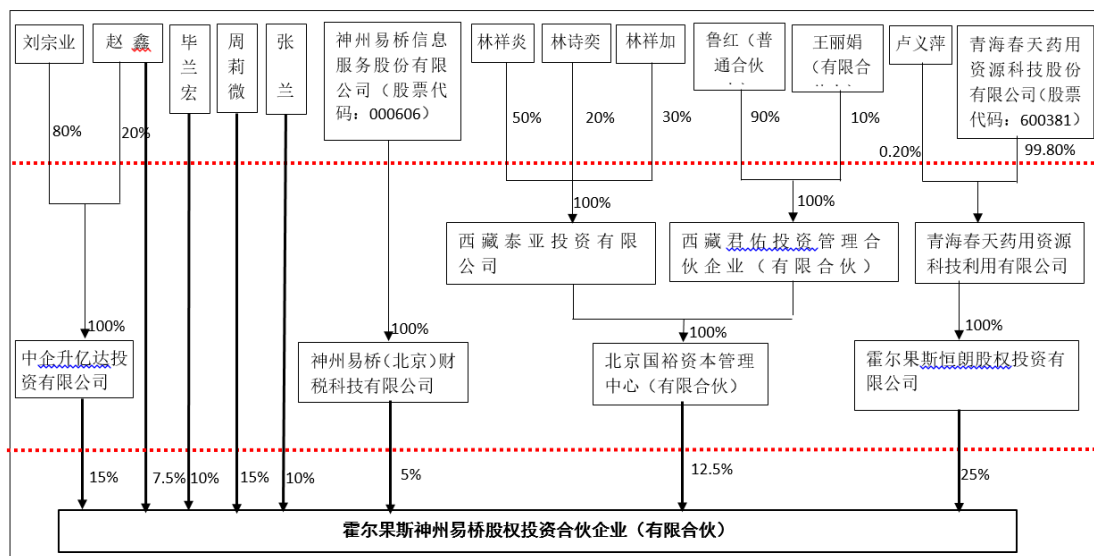 刘宗业
赵 鑫
毕兰宏
周莉微
张 兰
神州易桥信息
服务股份有限
公司（股票代
码：000606）
林祥炎
林诗奕
林祥加
鲁红（普
通合伙
王丽娟
（有限合
卢义萍
青海春天药用
资源科技股份
有限公司(股票
代码：600381）
80%
20%
50%
20%
30%
90%
10%
0.20%
99.80%
100%
100%
西藏泰亚投资有限
公司
西藏君佑投资管理合
伙企业（有限合伙）
青海春天药用资源
科技利用有限公司
100%
100%
100%
100%
中企升亿达投
资有限公司
神州易桥(北京)财
税科技有限公司
北京国裕资本管理
中心（有限合伙）
霍尔果斯恒朗股权投资有
限公司
15%
7.5%
10%
15%
10%
5%
12.5%
25%
霍尔果斯神州易桥股权投资合伙企业（有限合伙）